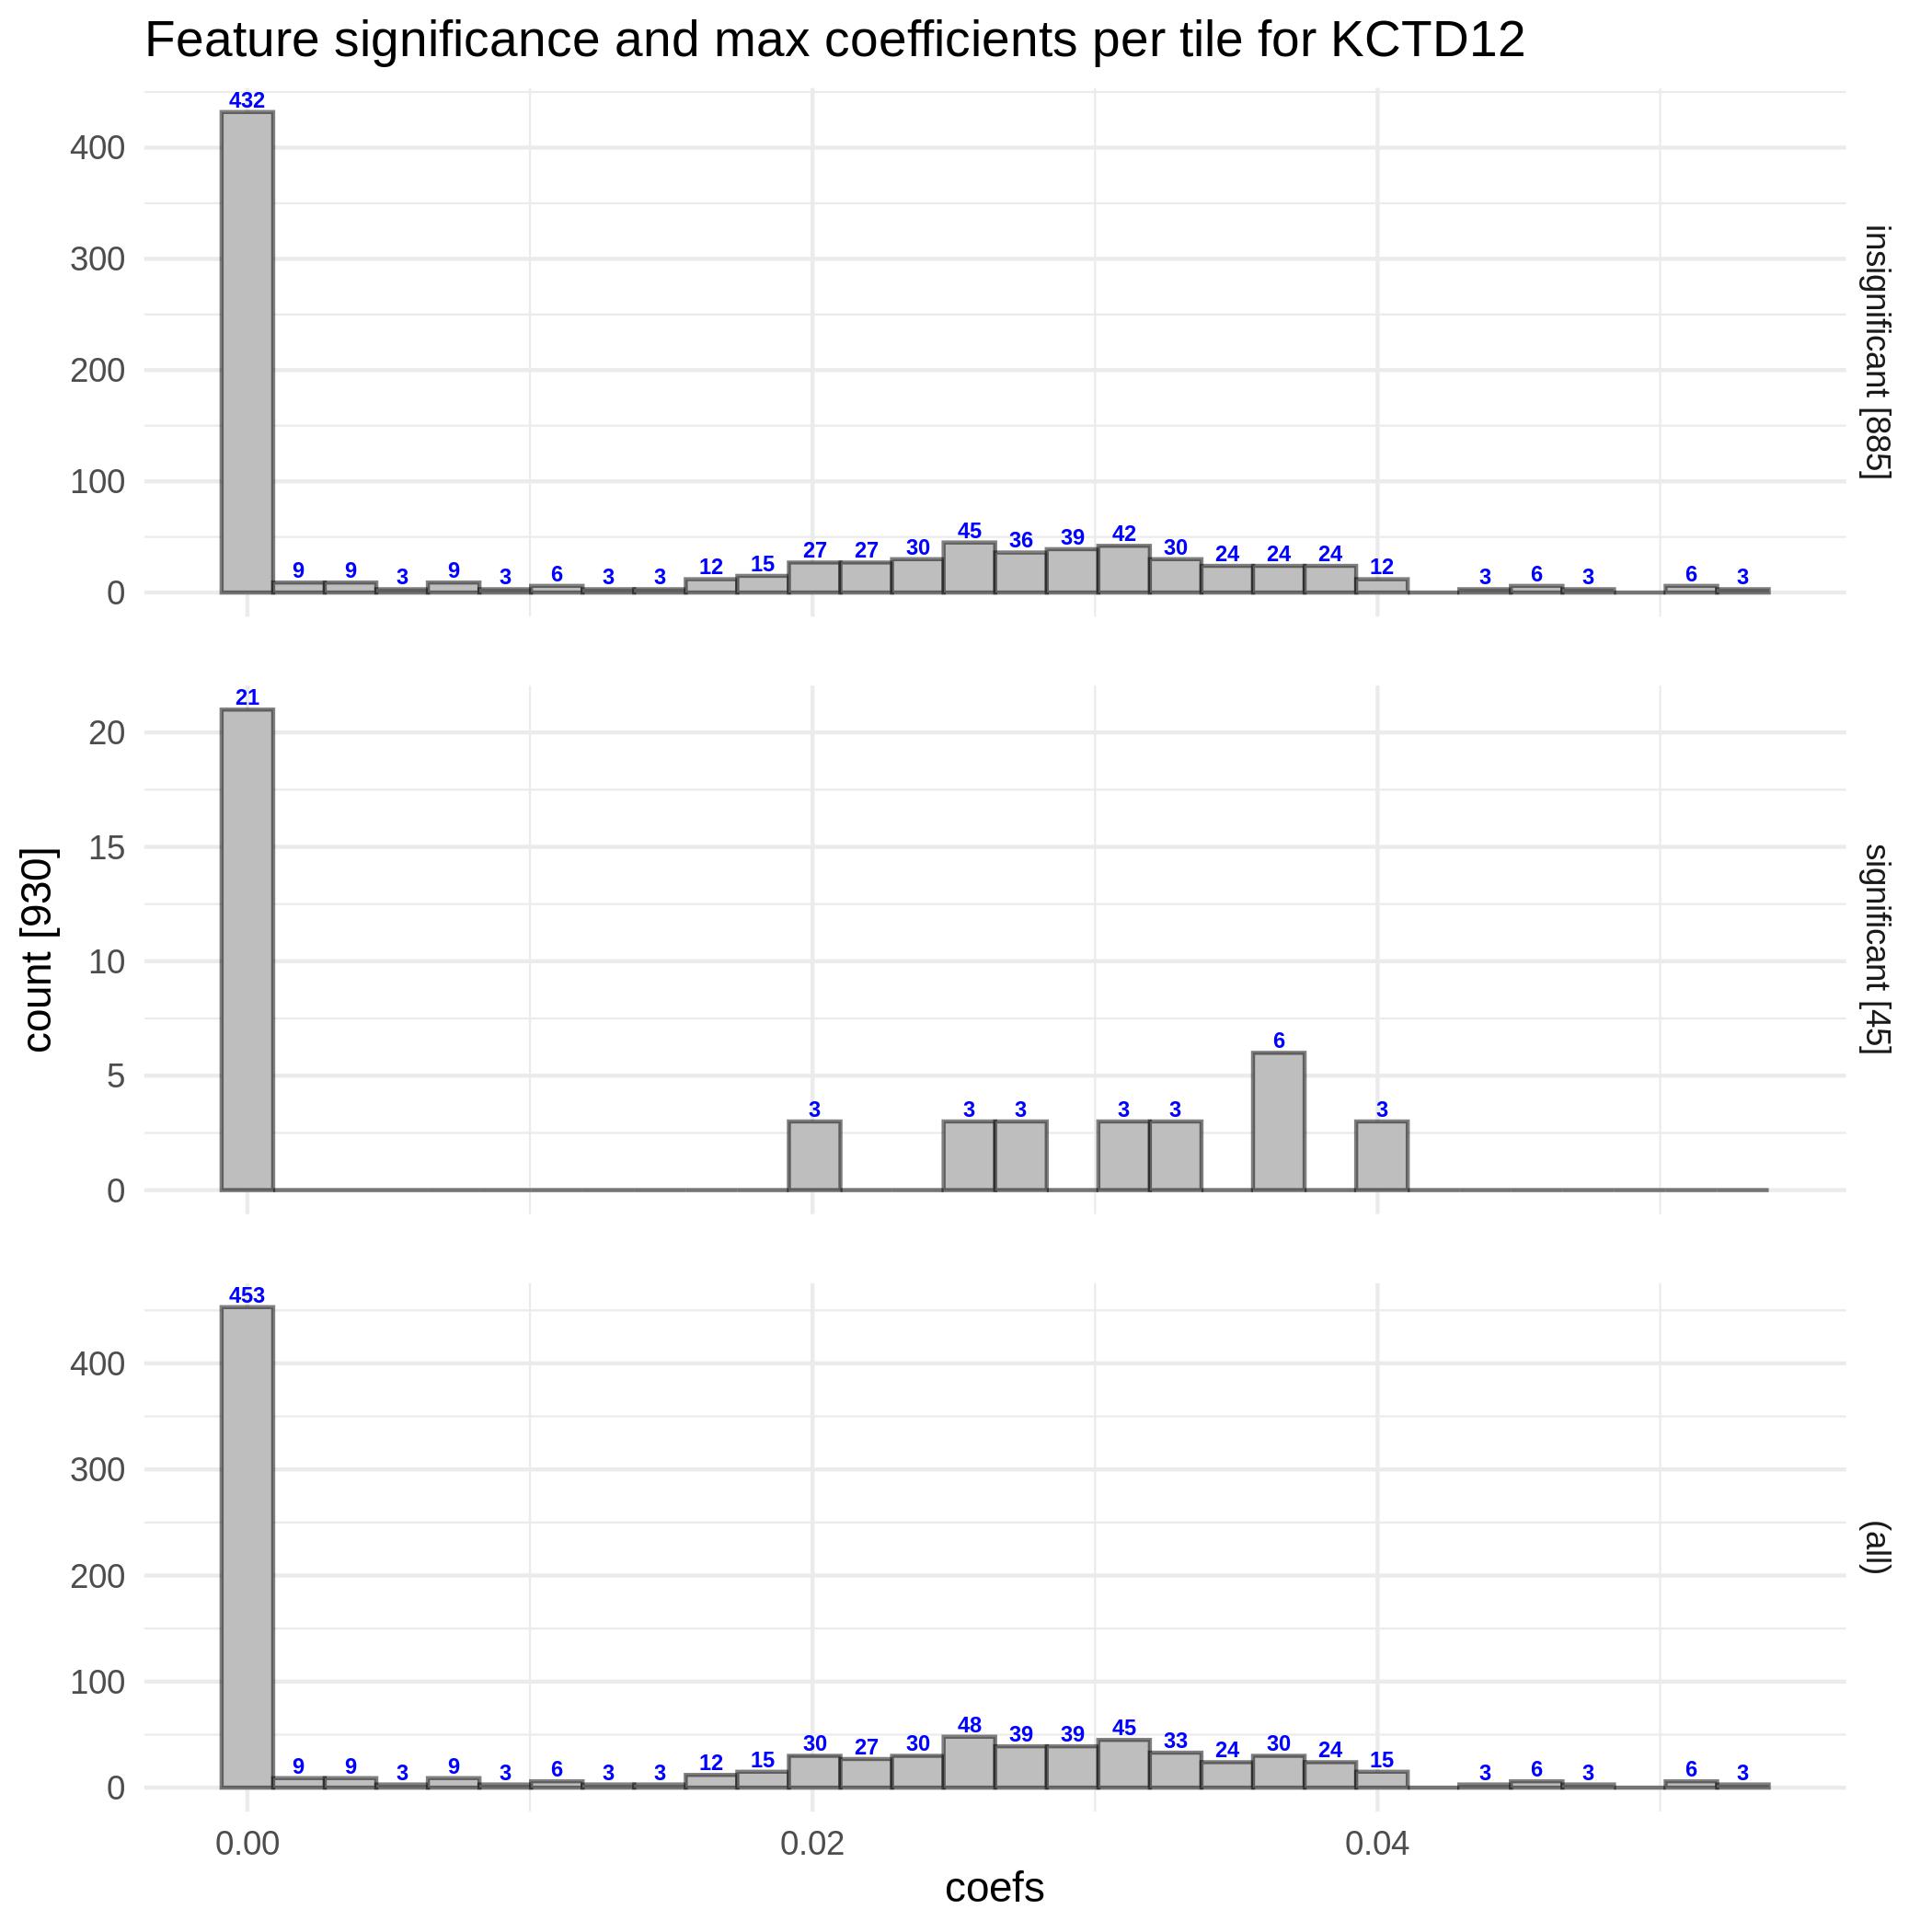 Feature significance and max coefficients per tile for KCTD12
432
400
300
200
100
0
9 9 3 9 3 6 3 3 12 15 27 27 30 45 36 39 42 30 24 24 24 12 3 6 3 6 3
insignificant [885]
21
20
15
10
5
0
3 3 3 3 3 6 3
significant [45]
count [930]
453
400
300
200
100
0
9 9 3 9 3 6 3 3 12 15 30 27 30 48 39 39 45 33 24 30 24 15 3 6 3 6 3
(all)
0.00 0.02 0.04
coefs